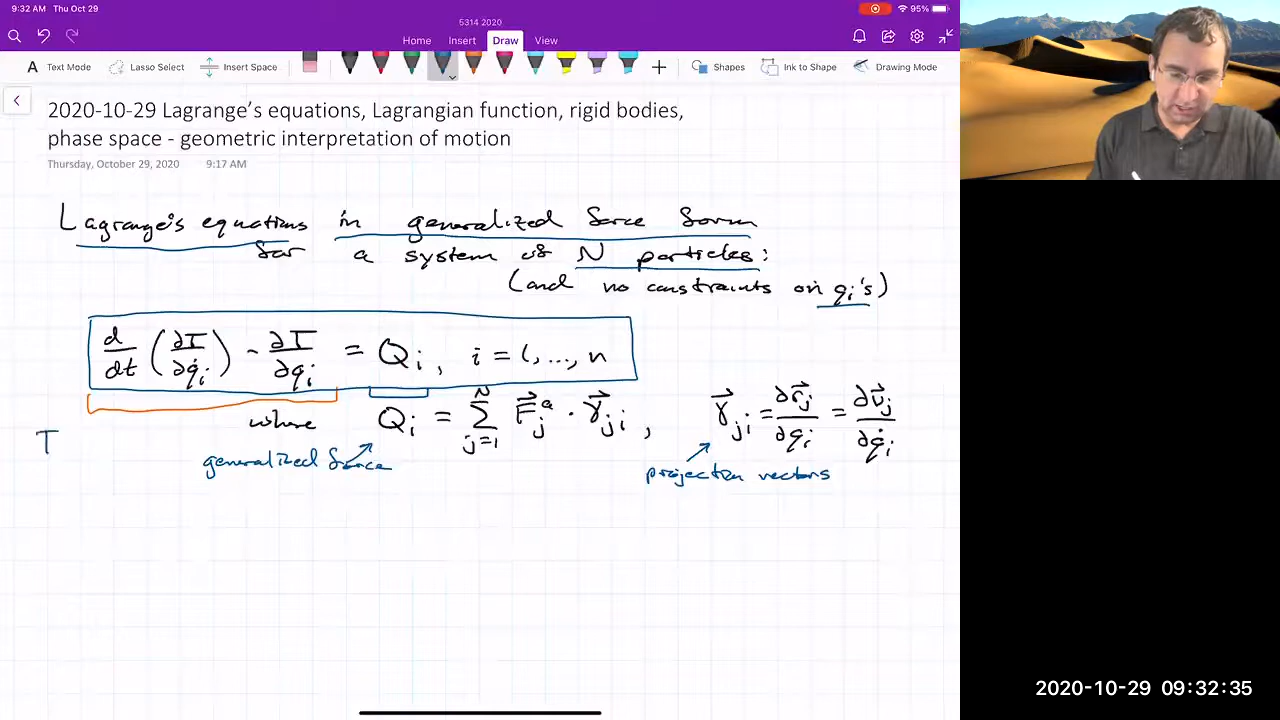 9:32 AM Thu Oct 29
95%
5314 2020
Home Insert Draw View
A Text Mode Lasso Select Insert Space Shapes Ink to Shape Drawing Mode
2020-10-29 Lagrange's equations, Lagrangian function, rigid bodies,
phase space - geometric interpretation of motion
Thursday, October 29, 2020 9:17 AM
Lagrange's equations in generalized force form
for a system of N particles:
(and no constraints on qᵢ's)
d/dt (∂T/∂q̇ᵢ) - ∂T/∂qᵢ = Qᵢ, i = 1, ..., n
where Qᵢ = Σ_{j=1}^{N} F⃗ⱼᵃ · γ⃗ⱼᵢ, γ⃗ⱼᵢ = ∂r⃗ⱼ/∂qᵢ = ∂v⃗ⱼ/∂q̇ᵢ
T
generalized force
projection vectors
2020-10-29 09:32:35